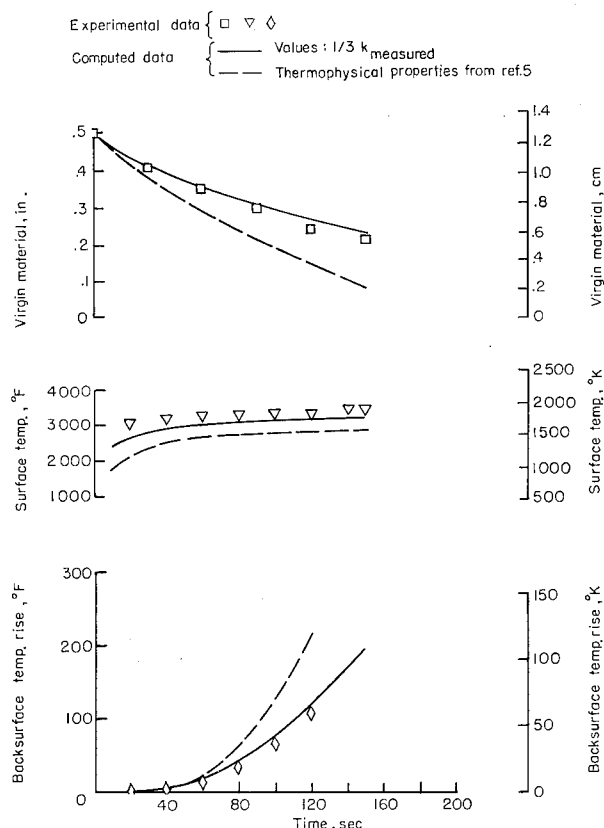 Experimental data { □ ▽ ◊
Computed data { —— Values : 1/3 k measured
— — Thermophysical properties from ref.5
Virgin material, in.
.5
.4
.3
.2
.1
0
1.4
1.2
1.0
.8
.6
.4
.2
0
Virgin material, cm
Surface temp., °F
4000
3000
2000
1000
2500
2000
1500
1000
500
Surface temp., °K
Backsurface temp. rise, °F
300
200
100
0
150
100
50
0
Backsurface temp. rise, °K
0 40 80 120 160 200
Time, sec